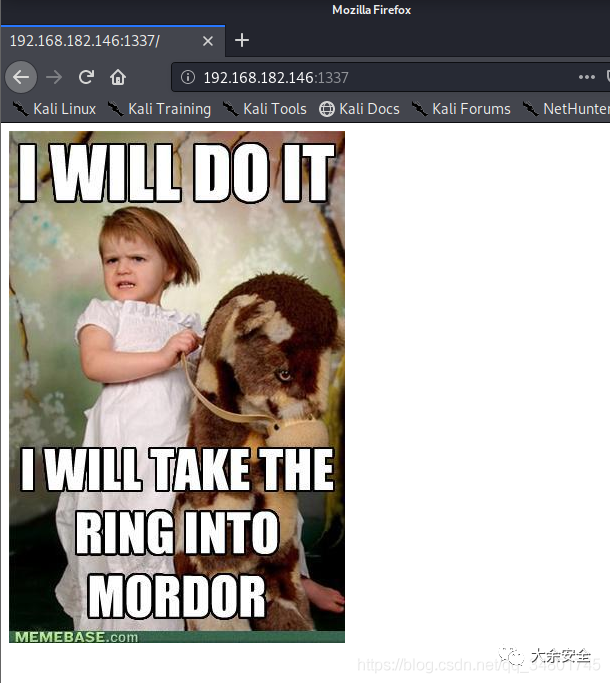 Mozilla Firefox
192.168.182.146:1337/
192.168.182.146:1337
Kali Linux Kali Training Kali Tools Kali Docs Kali Forums NetHunter
I WILL DO IT
I WILL TAKE THE
RING INTO
MORDOR
MEMEBASE.com
大余安全